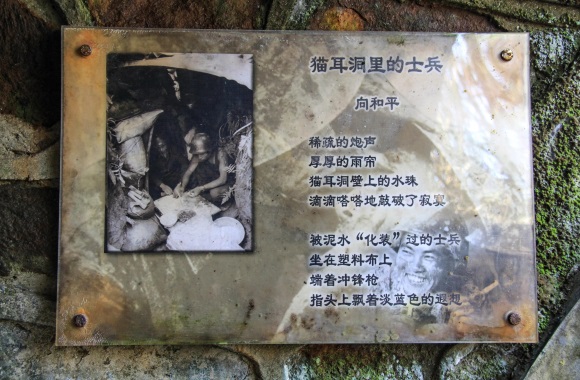 猫耳洞里的士兵
向和平
稀疏的炮声
厚厚的雨帘
猫耳洞壁上的水珠
滴滴嗒嗒地敲破了寂寞
被泥水“化装”过的士兵
坐在塑料布上
端着冲锋枪
指头上飘着淡蓝色的遐想